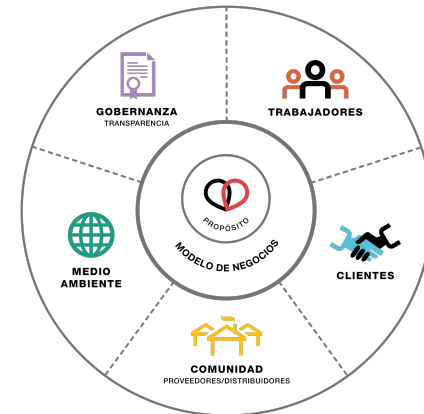 GOBERNANZA
TRANSPARENCIA
TRABAJADORES
PROPÓSITO
MODELO DE NEGOCIOS
MEDIO
AMBIENTE
CLIENTES
COMUNIDAD
PROVEEDORES/DISTRIBUIDORES